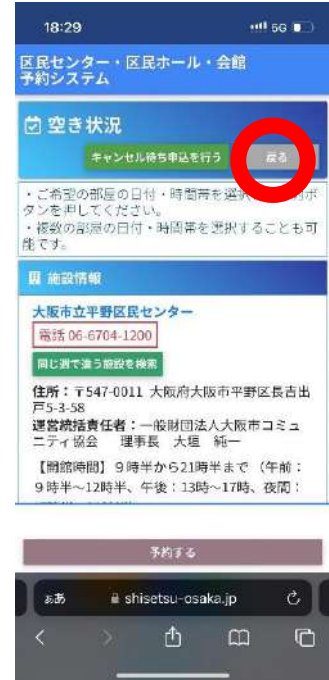 18:29
5G
区民センター・区民ホール・会館
予約システム
空き状況
キャンセル待ち申込を行う
戻る
・ご希望の部屋の日付・時間帯を選択
ボ
タンを押してください。
・複数の部屋の日付・時間帯を選択することも可
能です。
施設情報
大阪市立平野区民センター
電話 06-6704-1200
同じ週で違う施設を検索
住所：〒547-0011 大阪府大阪市平野区長吉出
戸5-3-58
運営統括責任者：一般財団法人大阪市コミュ
ニティ協会 理事長 大垣 純一
【開館時間】９時半から21時半まで （午前：
９時半～12時半、午後：13時～17時、夜間：
予約する
ぁあ
shisetsu-osaka.jp